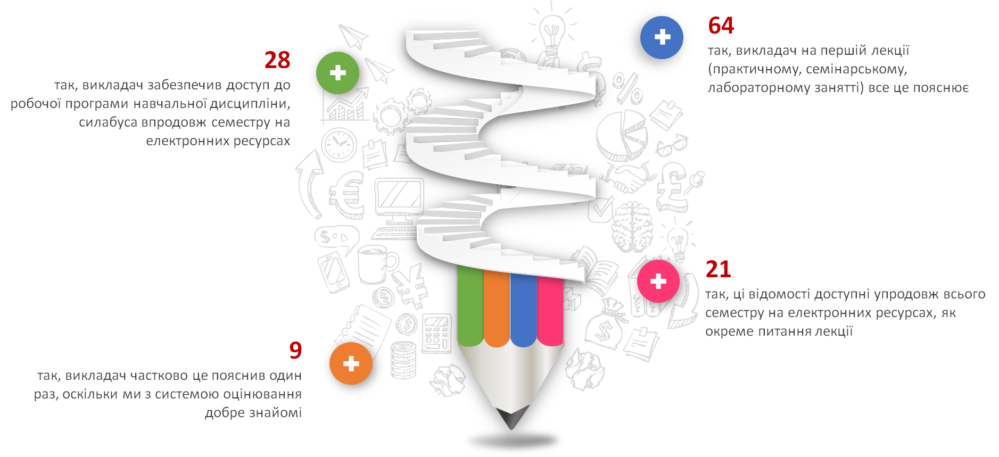 28
так, викладач забезпечив доступ до
робочої програми навчальної дисципліни,
силабуса впродовж семестру на
електронних ресурсах
64
так, викладач на першій лекції
(практичному, семінарському,
лабораторному занятті) все це пояснює
9
так, викладач частково це пояснив один
раз, оскільки ми з системою оцінювання
добре знайомі
21
так, ці відомості доступні упродовж всього
семестру на електронних ресурсах, як
окреме питання лекції